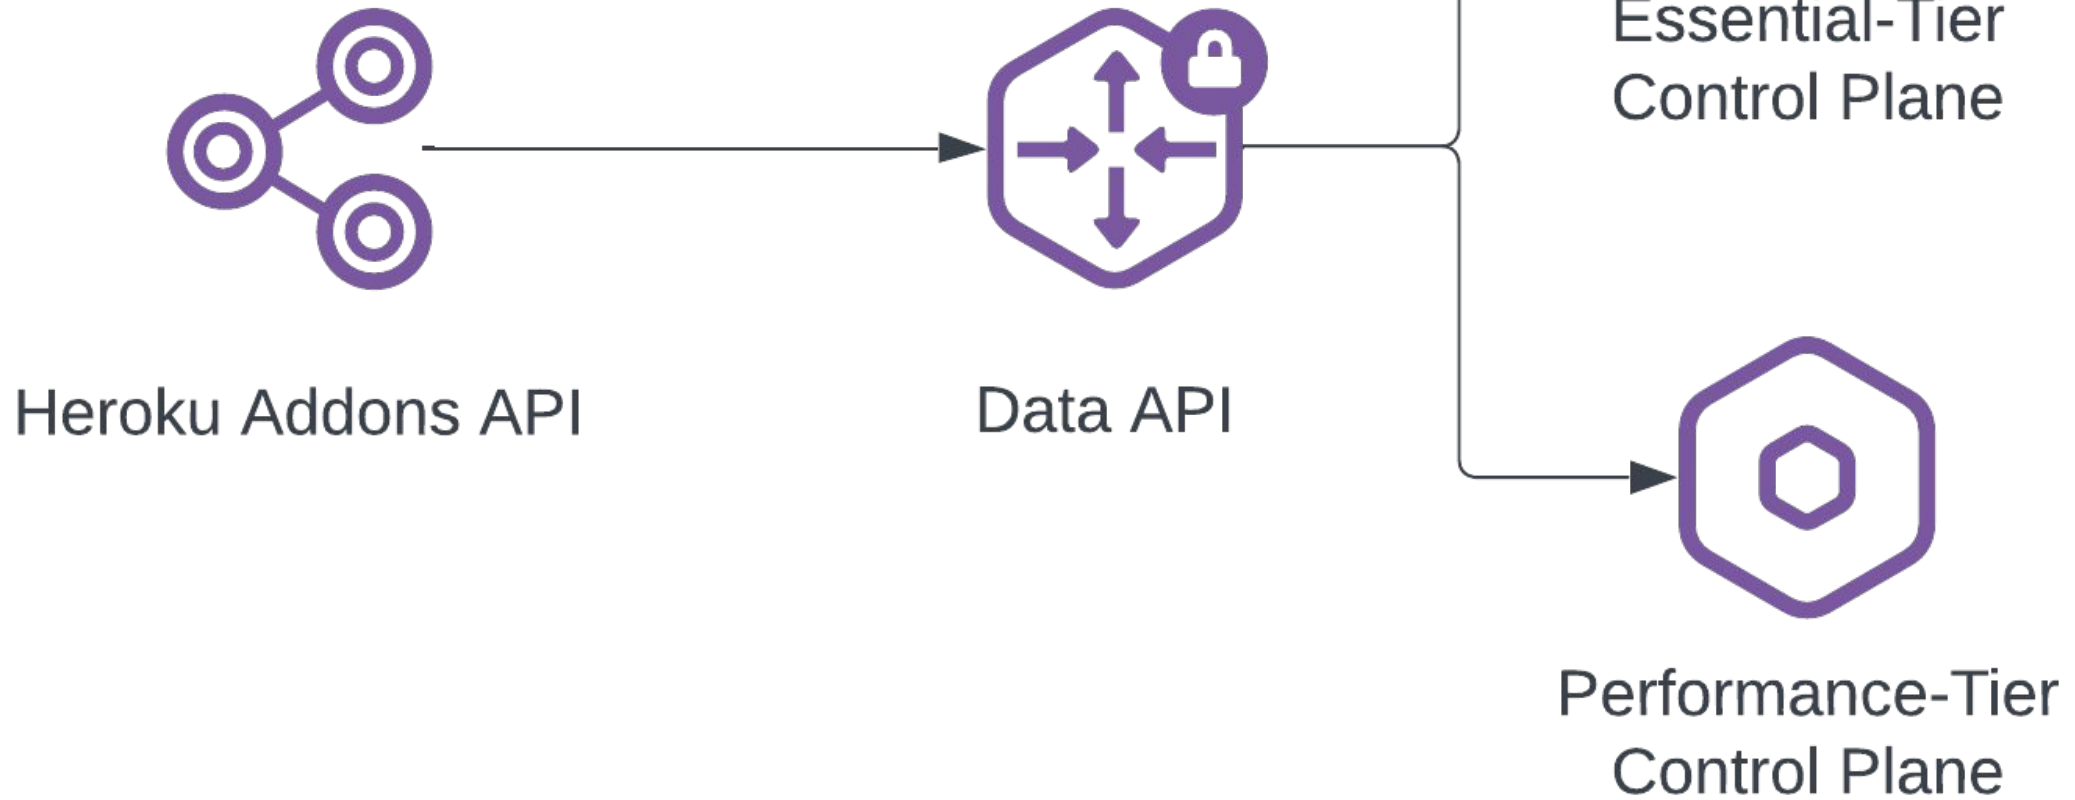 Essential-Tier
Control Plane
Heroku Addons API
Data API
Performance-Tier
Control Plane